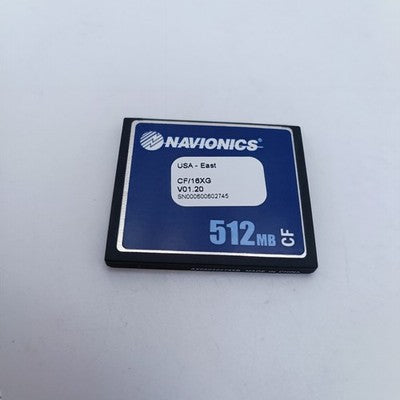 NAVIONICS
USA - East
CF/16XG
V01.20
SN000600602745
512MB
CF